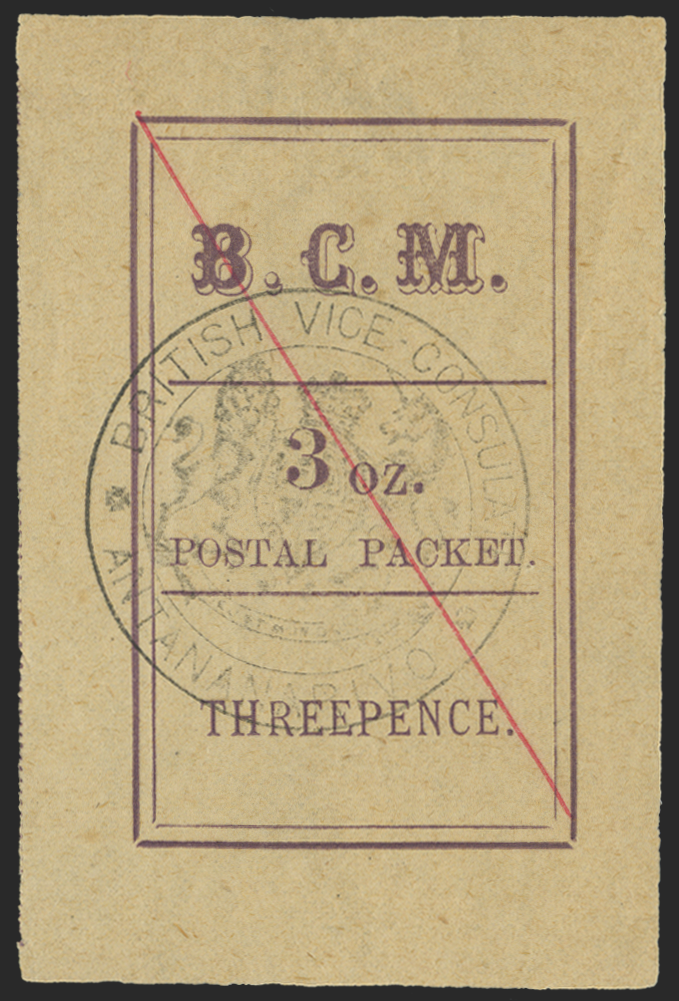 B. C. M.
3 oz.
POSTAL PACKET.
THREEPENCE.
BRITISH VICE-CONSULATE
ANTANANARIVO